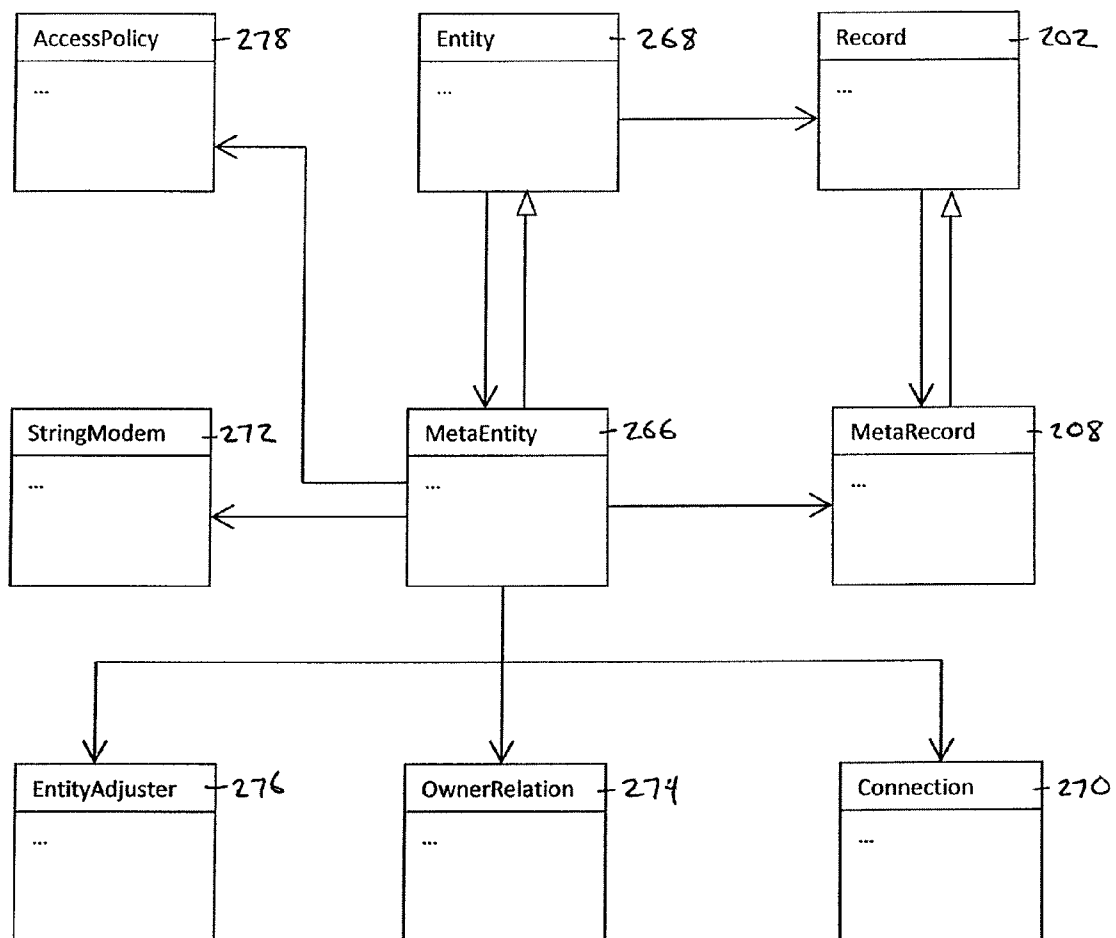 AccessPolicy 278
...
Entity 268
...
Record 202
...
StringModem 272
...
MetaEntity 266
...
MetaRecord 208
...
EntityAdjuster 276
...
OwnerRelation 274
...
Connection 270
...